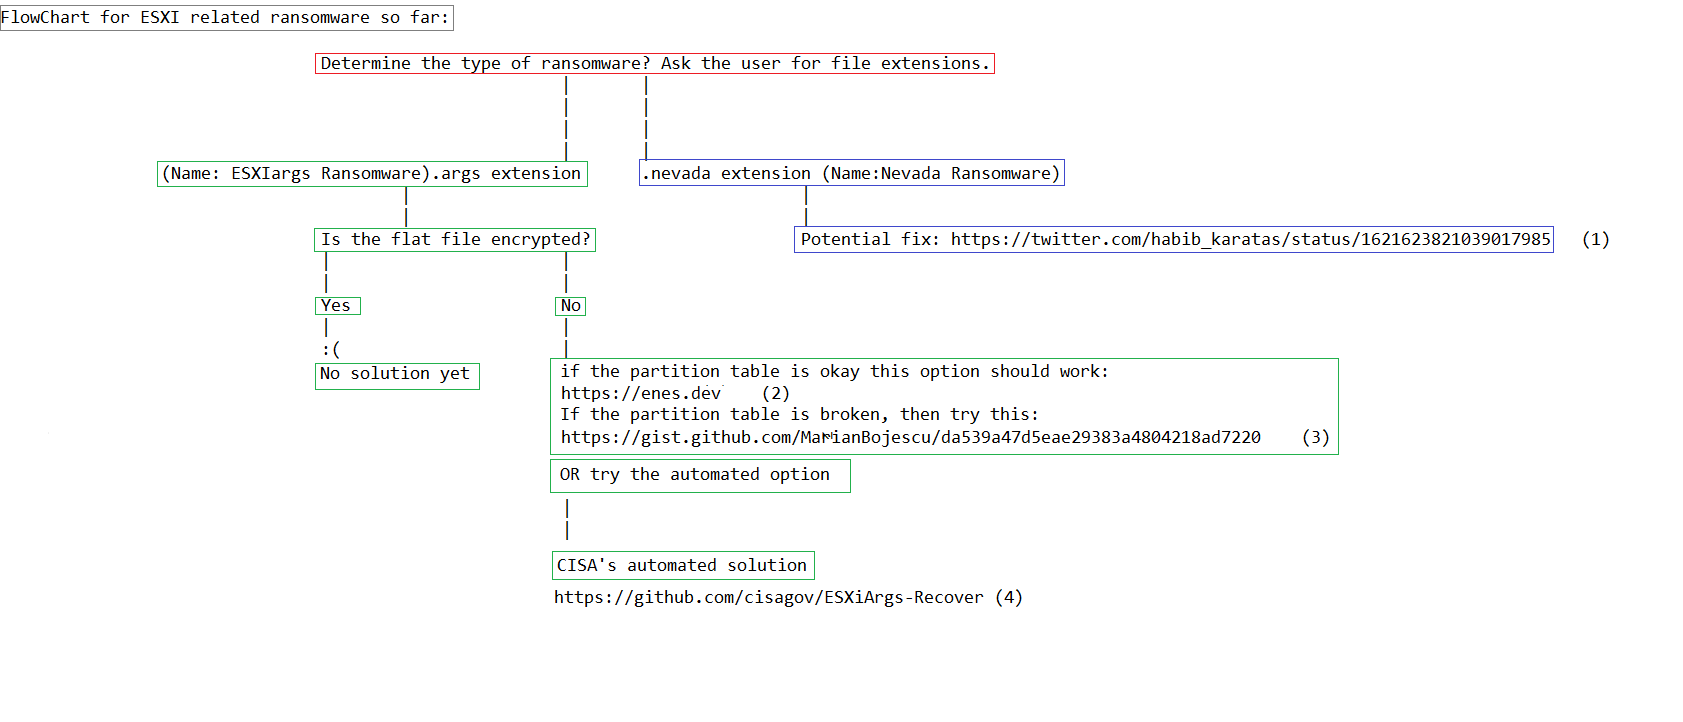 FlowChart for ESXI related ransomware so far:
Determine the type of ransomware? Ask the user for file extensions.
(Name: ESXIargs Ransomware).args extension
.nevada extension (Name:Nevada Ransomware)
Is the flat file encrypted?
Potential fix: https://twitter.com/habib_karatas/status/1621623821039017985 (1)
Yes
No
:(
No solution yet
if the partition table is okay this option should work:
https://enes.dev (2)
If the partition table is broken, then try this:
https://gist.github.com/MarianBojescu/da539a47d5eae29383a4804218ad7220 (3)
OR try the automated option
CISA's automated solution
https://github.com/cisagov/ESXiArgs-Recover (4)